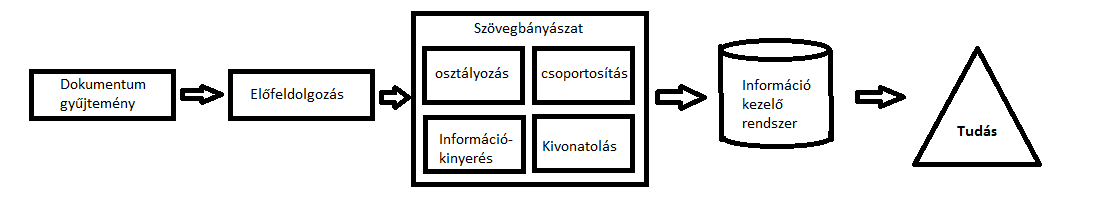 Dokumentum
gyűjtemény
Előfeldolgozás
Szövegbányászat
osztályozás
csoportosítás
Információ-
kinyerés
Kivonatolás
Információ
kezelő
rendszer
Tudás